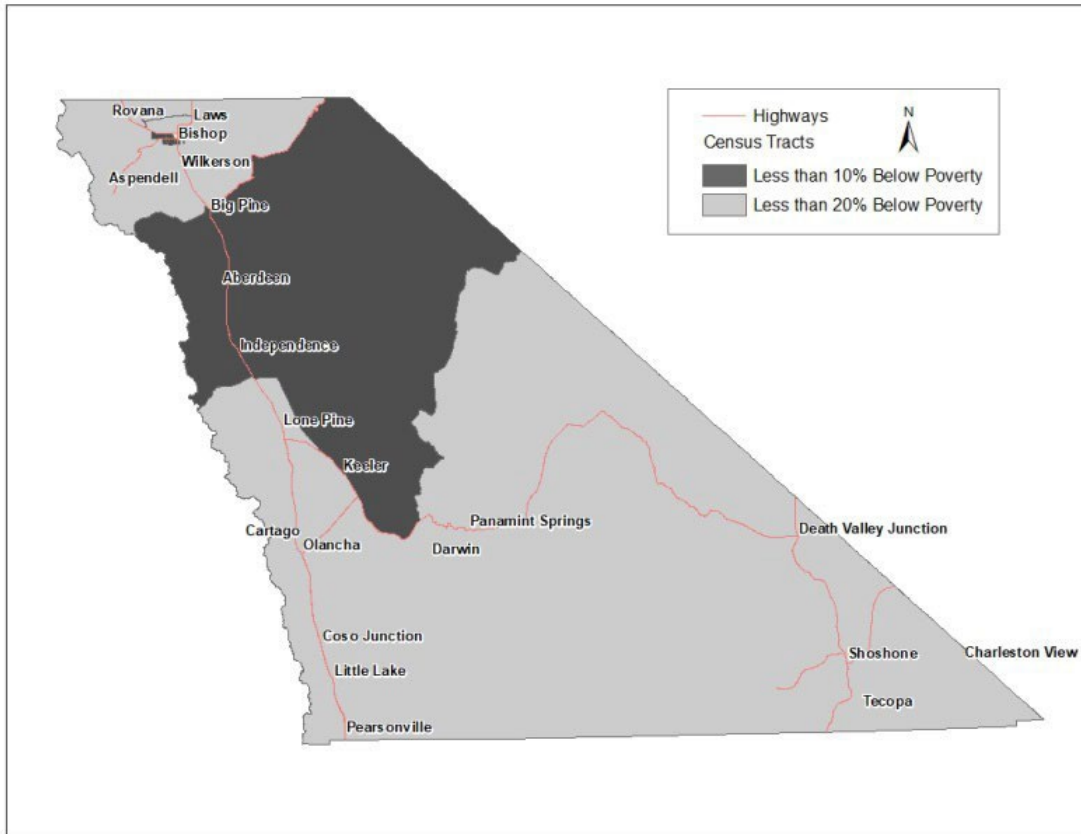 Rovana
Laws
Bishop
Wilkerson
Aspendell
Big Pine
Aberdeen
Independence
Lone Pine
Keeler
Cartago
Olancha
Darwin
Panamint Springs
Death Valley Junction
Coso Junction
Little Lake
Pearsonville
Shoshone
Charleston View
Tecopa
Highways
N
Census Tracts
Less than 10% Below Poverty
Less than 20% Below Poverty